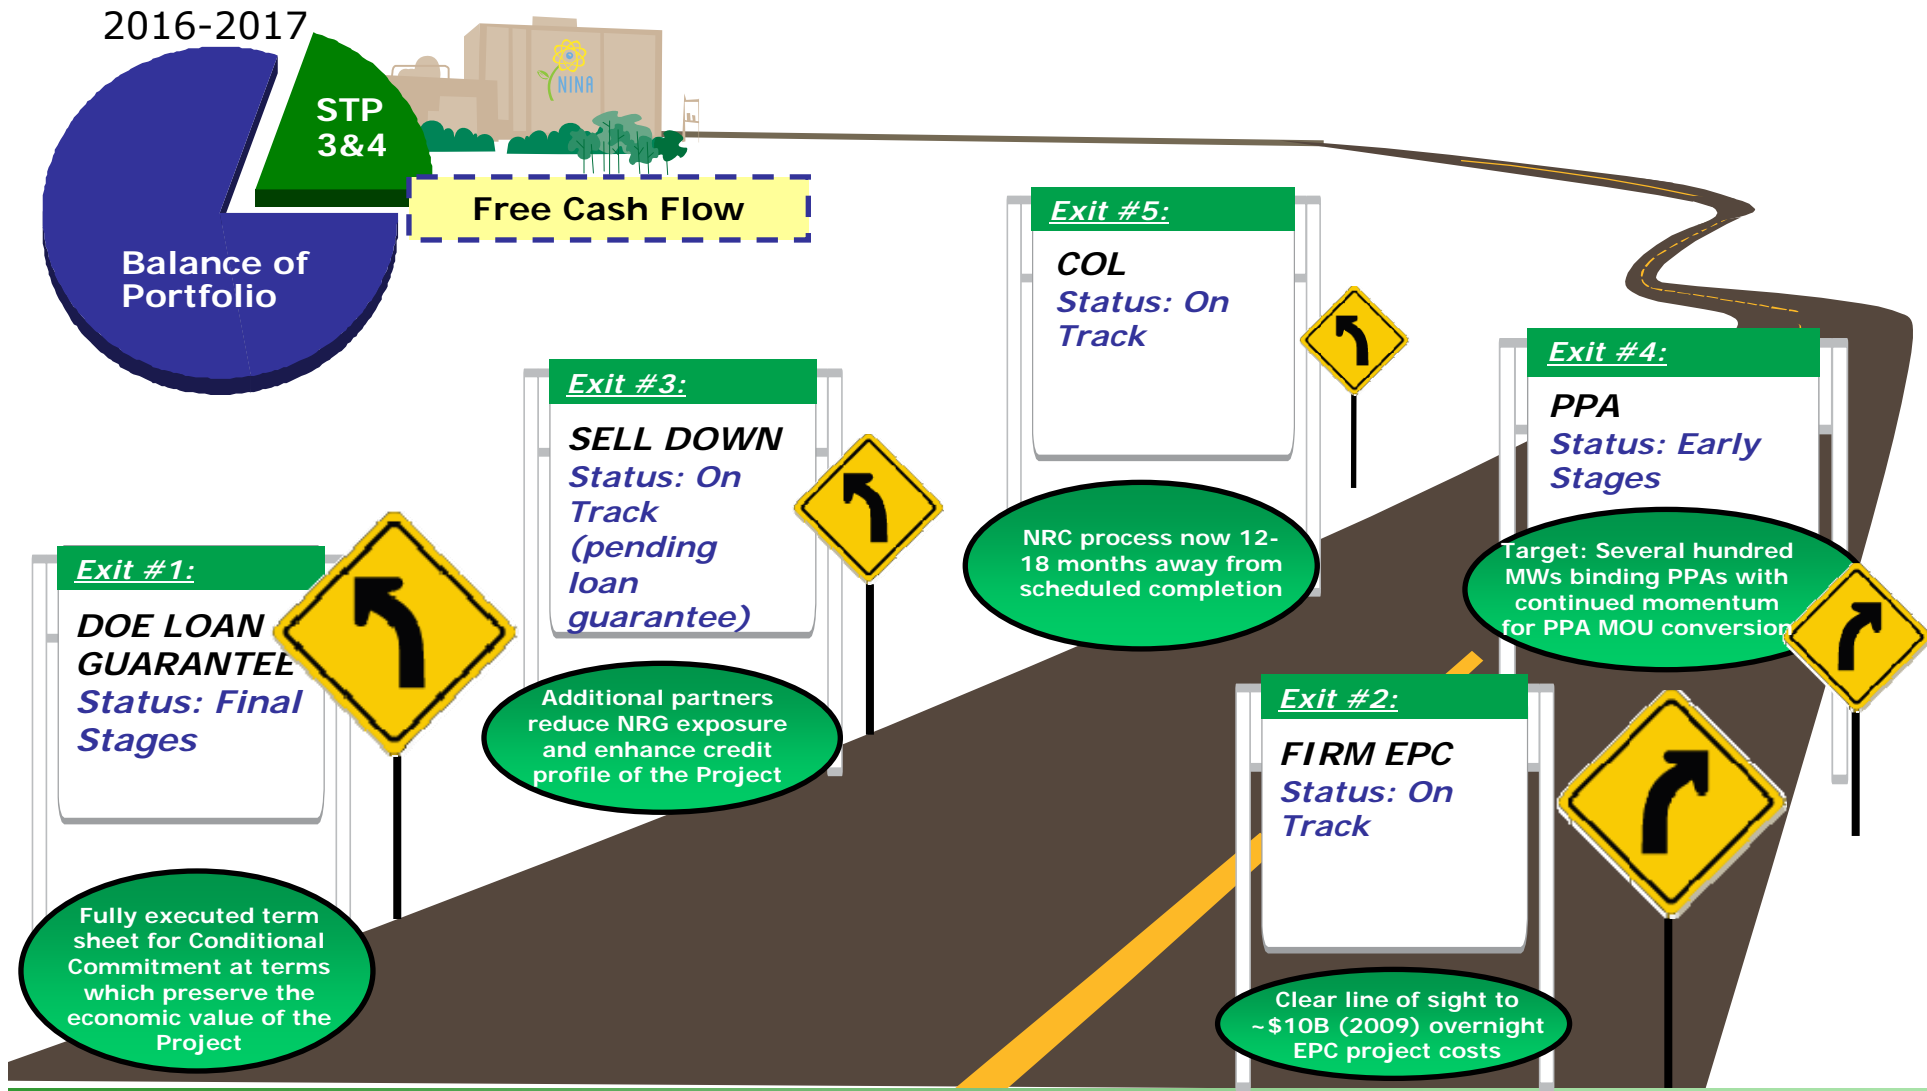 2016-2017
STP
3&4
NINA
Free Cash Flow
Balance of
Portfolio
Exit #5:
COL
Status: On
Track
NRC process now 12-
18 months away from
scheduled completion
Exit #4:
PPA
Status: Early
Stages
Target: Several hundred
MWs binding PPAs with
continued momentum
for PPA MOU conversion
Exit #3:
SELL DOWN
Status: On
Track
(pending
loan
guarantee)
Additional partners
reduce NRG exposure
and enhance credit
profile of the Project
Exit #1:
DOE LOAN
GUARANTEE
Status: Final
Stages
Fully executed term
sheet for Conditional
Commitment at terms
which preserve the
economic value of the
Project
Exit #2:
FIRM EPC
Status: On
Track
Clear line of sight to
~$10B (2009) overnight
EPC project costs